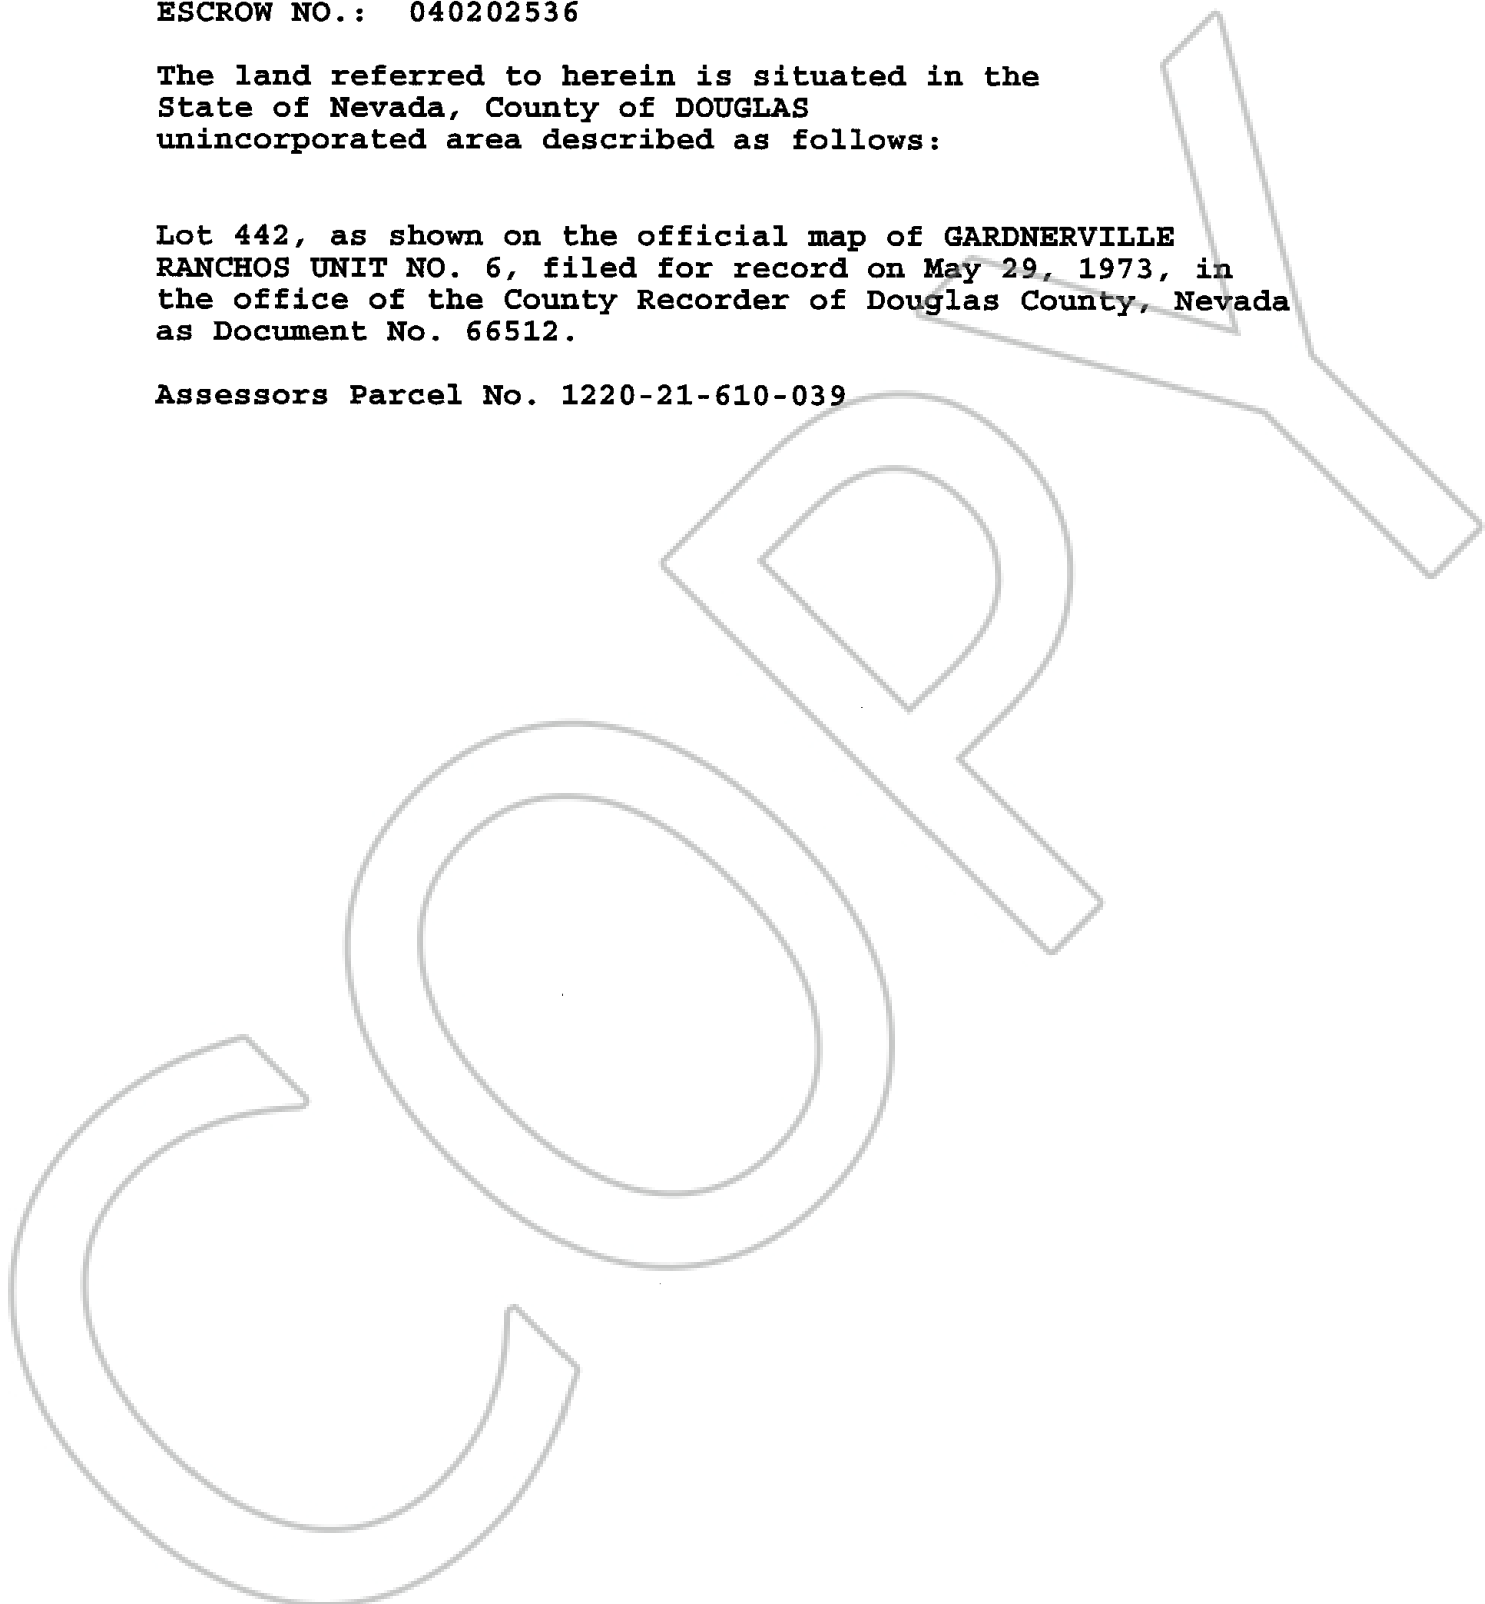 ESCROW NO.: 040202536
The land referred to herein is situated in the
State of Nevada, County of DOUGLAS
unincorporated area described as follows:
Lot 442, as shown on the official map of GARDNERVILLE
RANCHOS UNIT NO. 6, filed for record on May 29, 1973, in
the office of the County Recorder of Douglas County, Nevada
as Document No. 66512.
Assessors Parcel No. 1220-21-610-039
COPY